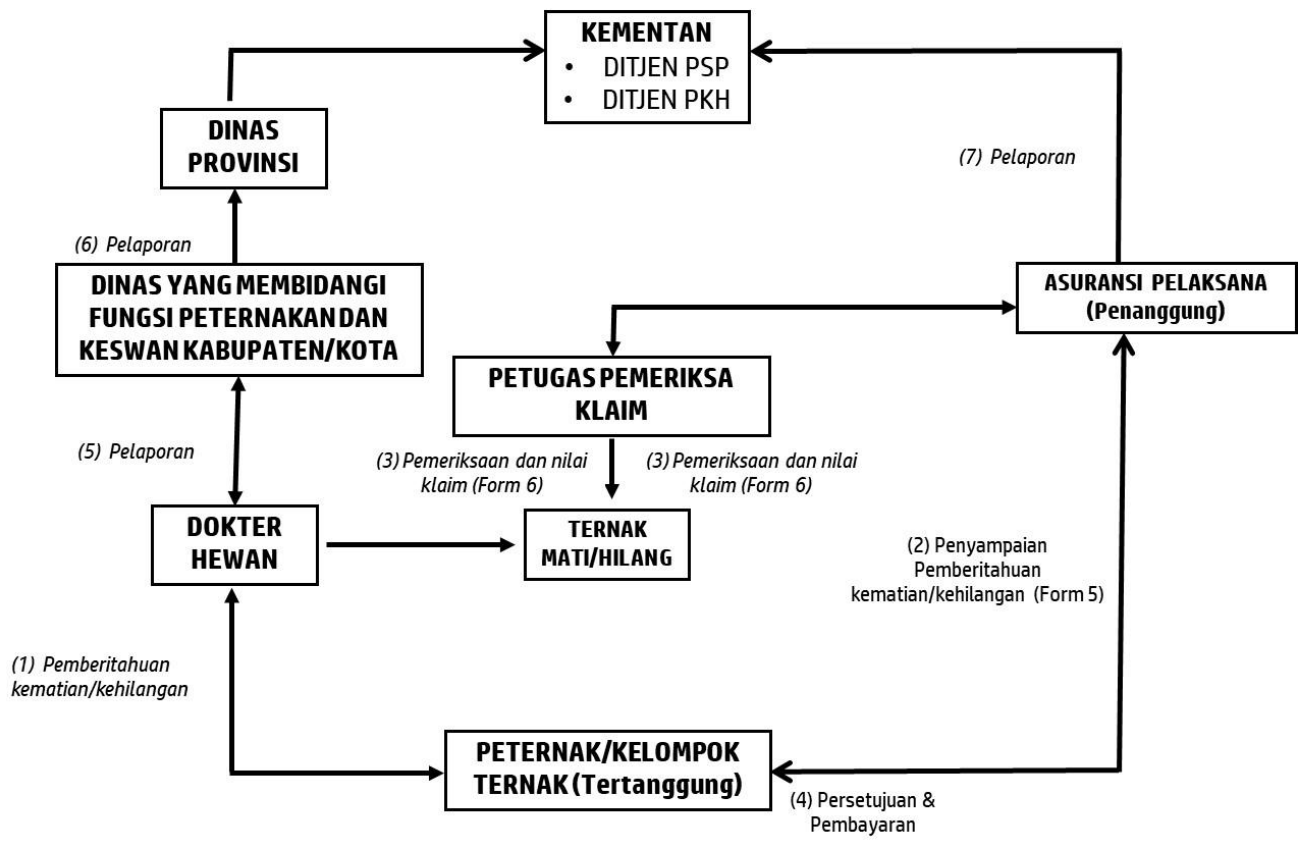 KEMENTAN
• DITJEN PSP
• DITJEN PKH
DINAS
PROVINSI
(7) Pelaporan
(6) Pelaporan
DINAS YANG MEMBIDANGI
FUNGSI PETERNAKAN DAN
KESWAN KABUPATEN/KOTA
ASURANSI PELAKSANA
(Penanggung)
PETUGAS PEMERIKSA
KLAIM
(5) Pelaporan
(3) Pemeriksaan dan nilai
klaim (Form 6)
(3) Pemeriksaan dan nilai
klaim (Form 6)
DOKTER
HEWAN
TERNAK
MATI/HILANG
(2) Penyampaian
Pemberitahuan
kematian/kehilangan (Form 5)
(1) Pemberitahuan
kematian/kehilangan
PETERNAK/KELOMPOK
TERNAK (Tertanggung)
(4) Persetujuan &
Pembayaran